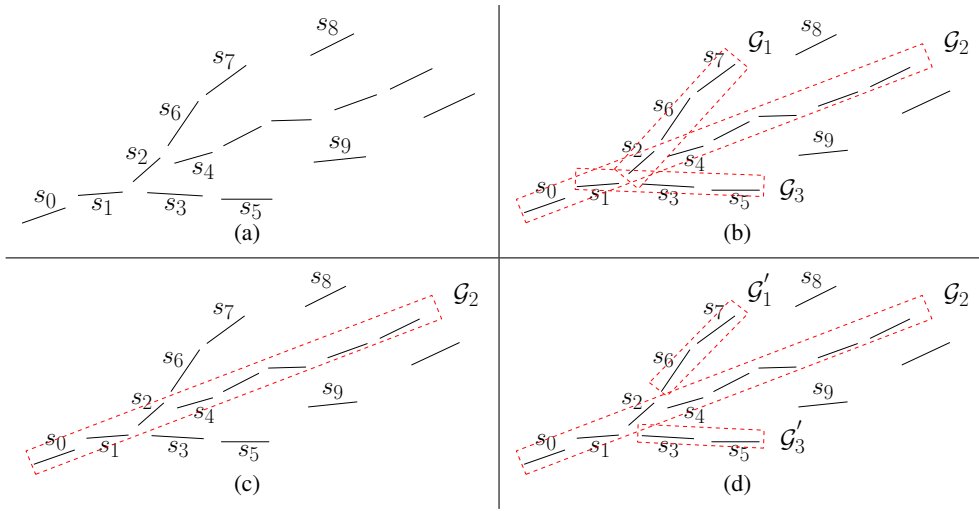 s₈
s₇
s₆
s₂
s₄
s₉
s₀
s₁
s₃
s₅
(a)
s₈
𝒢₁
𝒢₂
s₇
s₆
s₂
s₄
s₉
s₀
s₁
s₃
s₅
𝒢₃
(b)
s₈
𝒢₂
s₇
s₆
s₂
s₄
s₉
s₀
s₁
s₃
s₅
(c)
s₈
𝒢₁′
𝒢₂
s₇
s₆
s₂
s₄
s₉
s₀
s₁
s₃
s₅
𝒢₃′
(d)